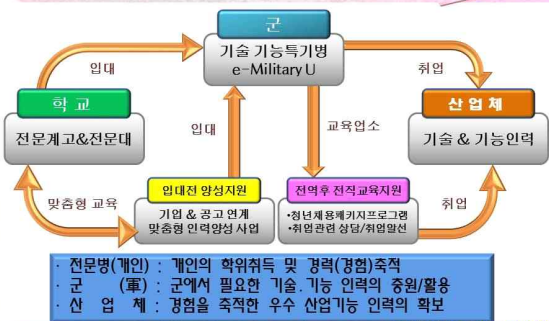 군
기술 기능특기병
e-Military U
입대
취업
학 교
전문계고&전문대
산 업 체
기술 & 기능인력
입대
교육업소
맞춤형 교육
취업
입대전 양성지원
기업 & 공고 연계
맞춤형 인력양성 사업
전역후 전직교육지원
•청년채용패키지프로그램
•취업관련 상담/취업알선
· 전문병(개인) : 개인의 학위취득 및 경력(경험)축적
· 군 (軍) : 군에서 필요한 기술.기능 인력의 충원/활용
· 산 업 체 : 경험을 축적한 우수 산업기능 인력의 확보